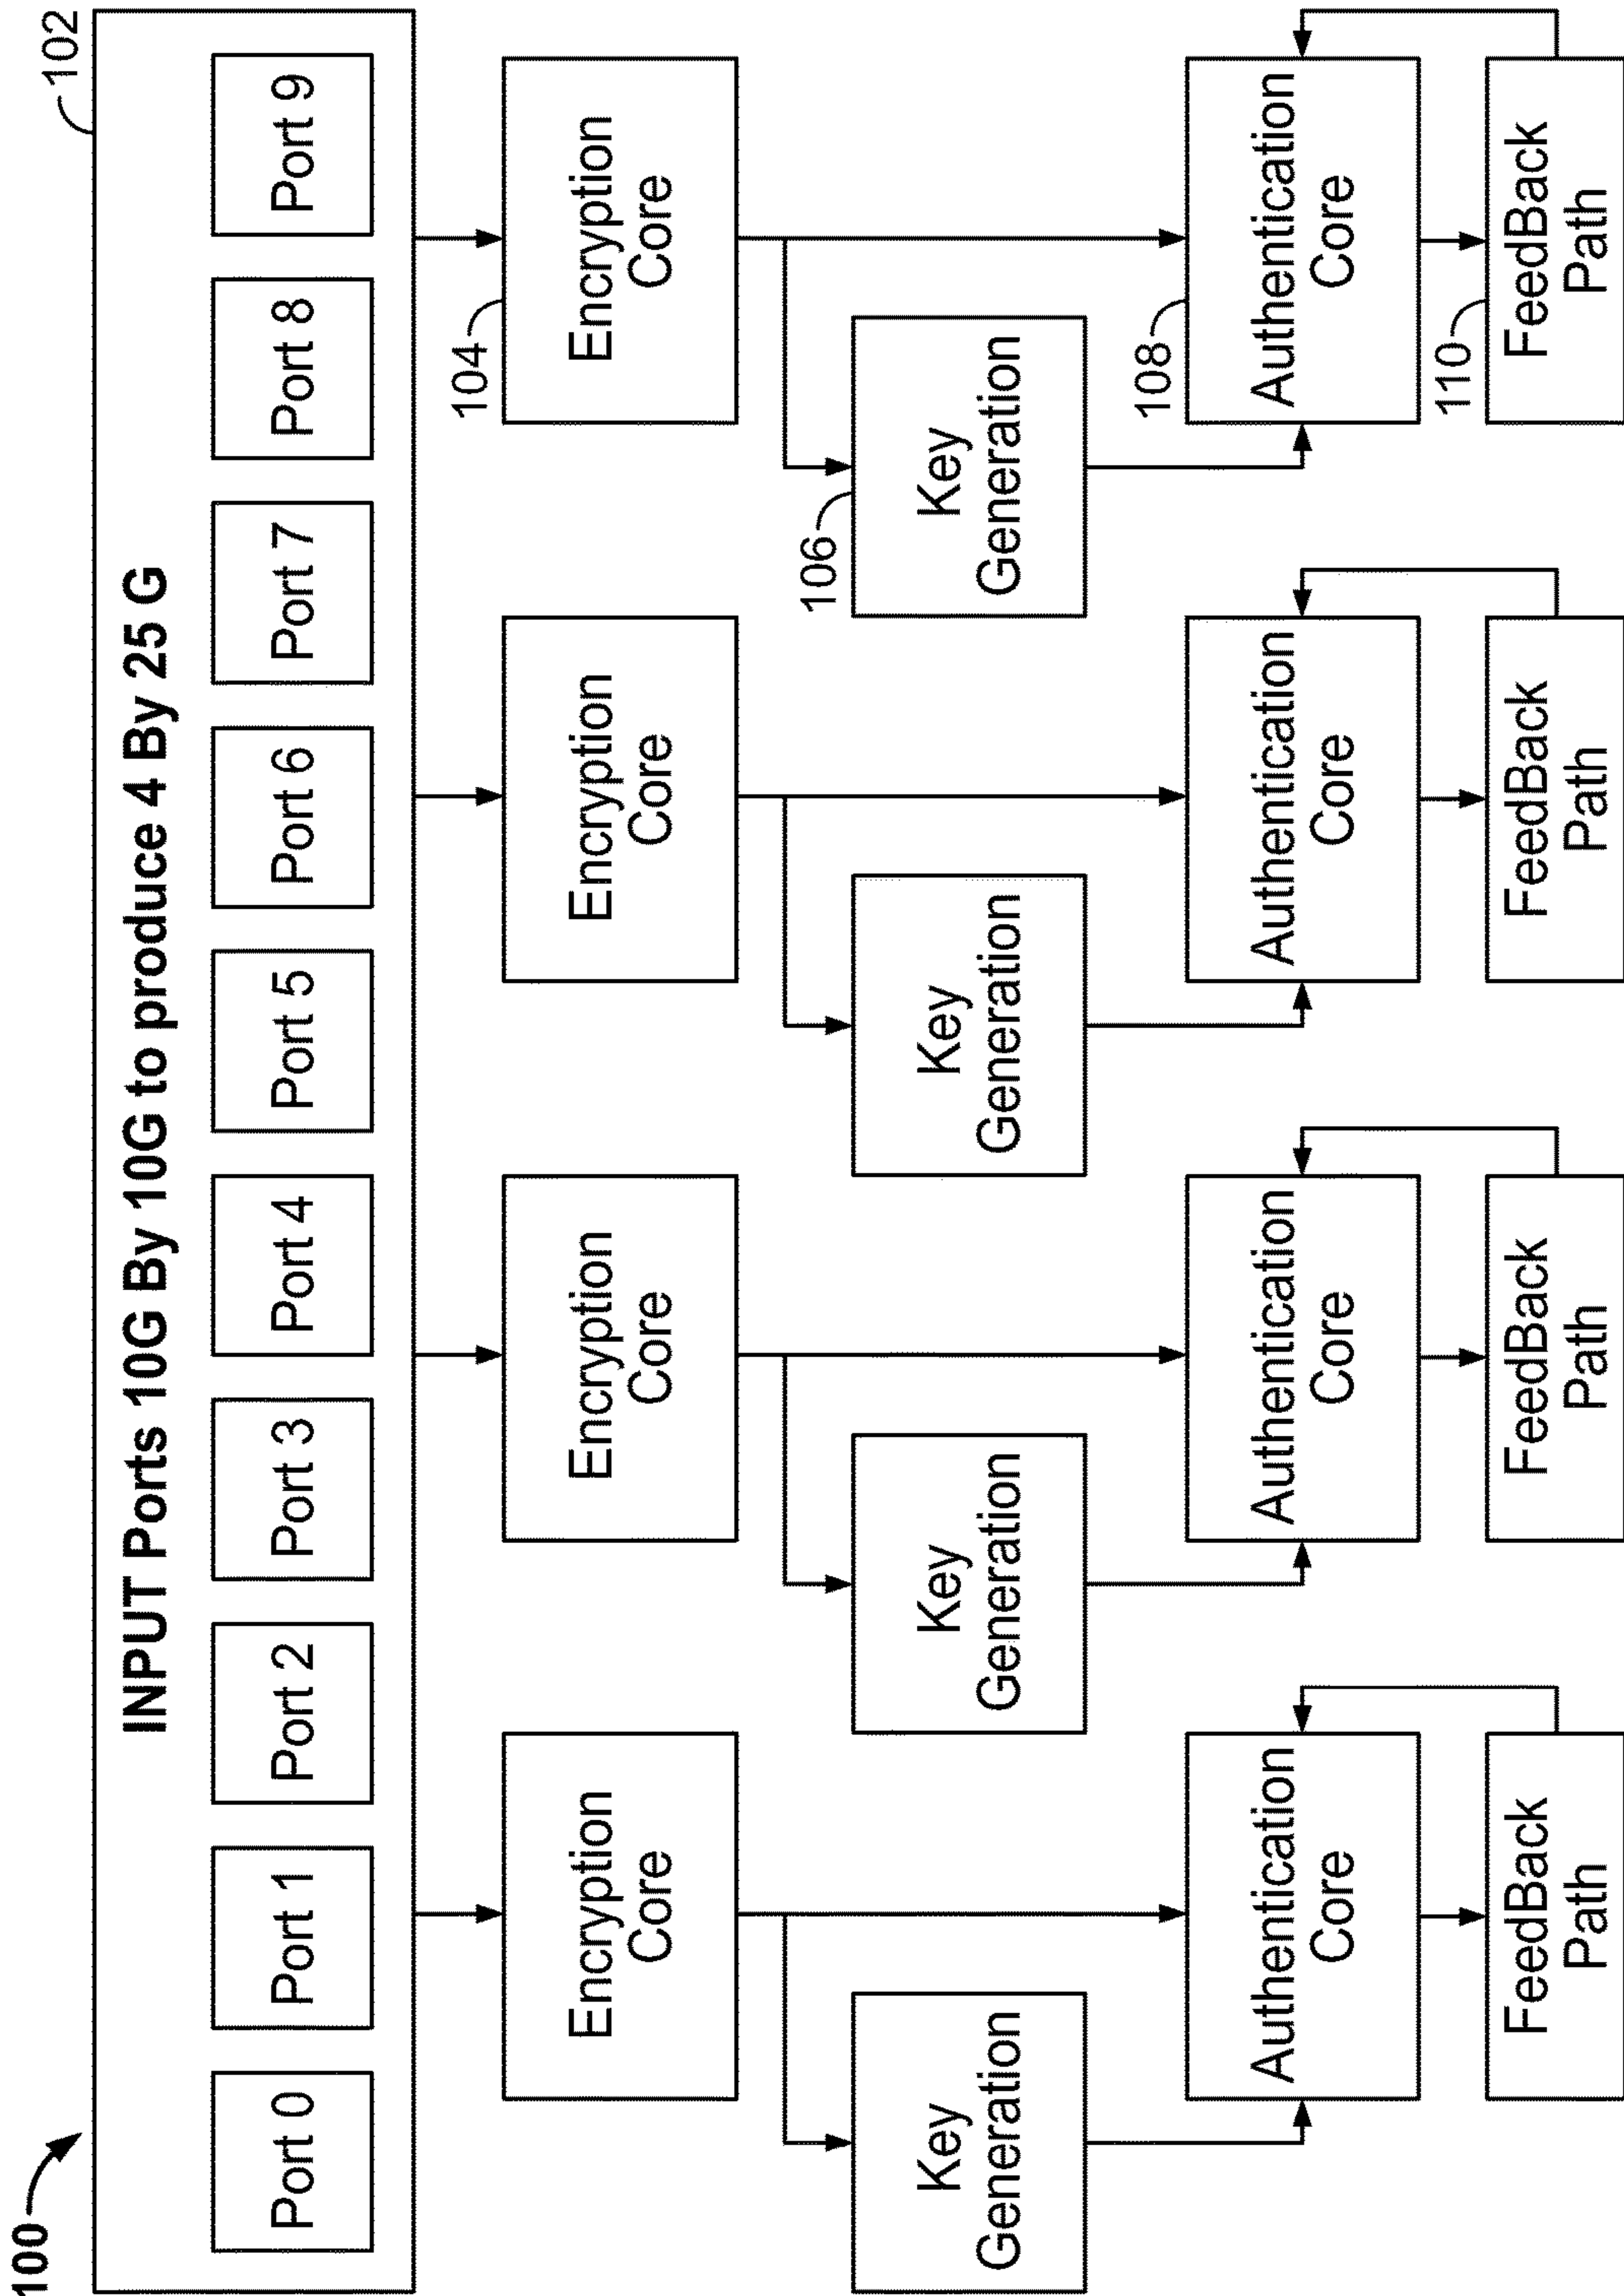 100
102
INPUT Ports 10G By 10G to produce 4 By 25 G
Port 0
Port 1
Port 2
Port 3
Port 4
Port 5
Port 6
Port 7
Port 8
Port 9
104
Encryption
Core
Encryption
Core
Encryption
Core
Encryption
Core
106
Key
Generation
Key
Generation
Key
Generation
Key
Generation
108
Authentication
Core
Authentication
Core
Authentication
Core
Authentication
Core
110
FeedBack
Path
FeedBack
Path
FeedBack
Path
FeedBack
Path